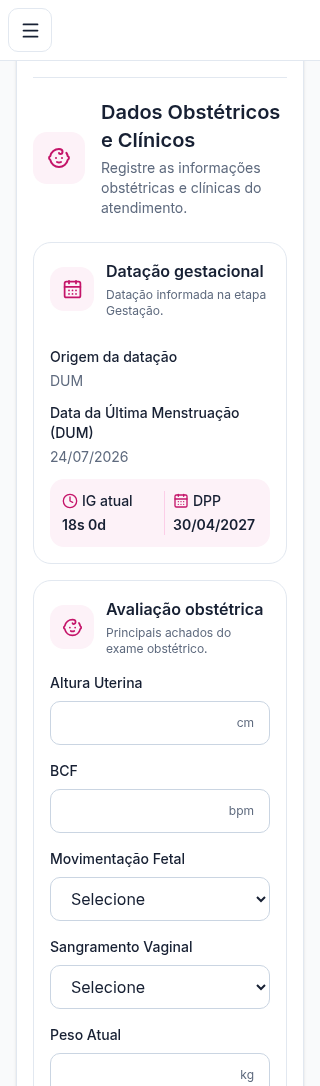 Dados Obstétricos
e Clínicos
Registre as informações
obstétricas e clínicas do
atendimento.
Datação gestacional
Datação informada na etapa
Gestação.
Origem da datação
DUM
Data da Última Menstruação
(DUM)
24/07/2026
IG atual
18s 0d
DPP
30/04/2027
Avaliação obstétrica
Principais achados do
exame obstétrico.
Altura Uterina
cm
BCF
bpm
Movimentação Fetal
Selecione
Sangramento Vaginal
Selecione
Peso Atual
kg